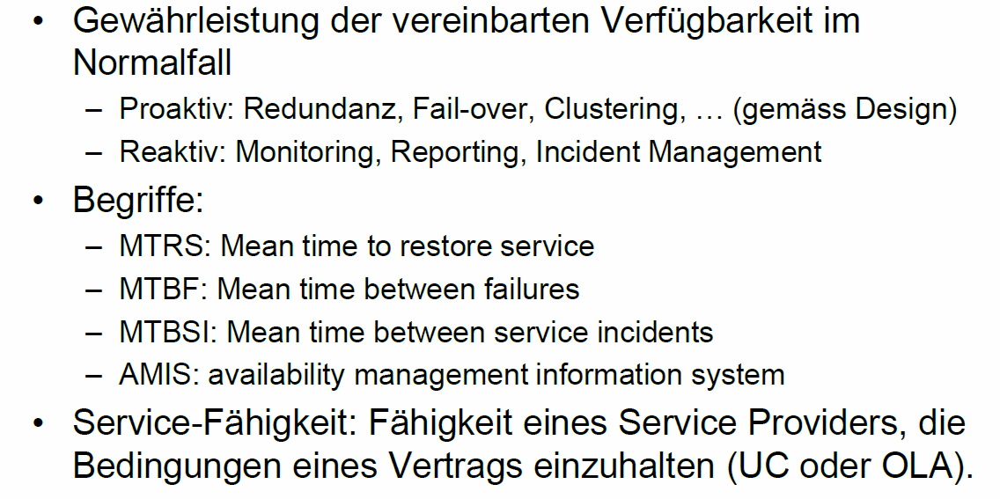 • Gewährleistung der vereinbarten Verfügbarkeit im
Normalfall
– Proaktiv: Redundanz, Fail-over, Clustering, … (gemäss Design)
– Reaktiv: Monitoring, Reporting, Incident Management
• Begriffe:
– MTRS: Mean time to restore service
– MTBF: Mean time between failures
– MTBSI: Mean time between service incidents
– AMIS: availability management information system
• Service-Fähigkeit: Fähigkeit eines Service Providers, die
Bedingungen eines Vertrags einzuhalten (UC oder OLA).